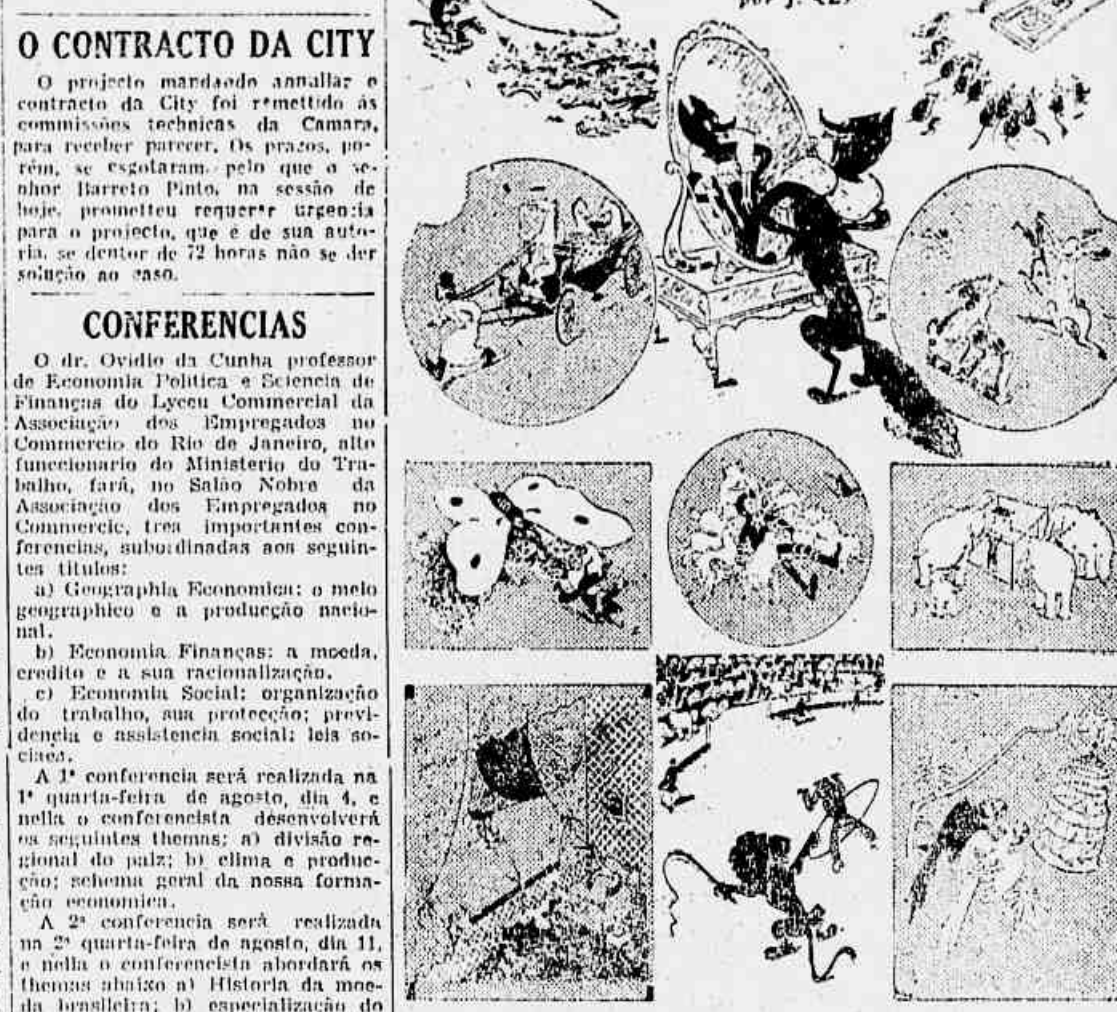 por J.
O CONTRACTO DA CITY
O projecto mandando annullar o
contracto da City foi remettido ás
commissões technicas da Camara,
para receber parecer. Os prazos, po-
rém, se esgotaram, pelo que o se-
nhor Barreto Pinto, na sessão de
hoje, prometteu requerer urgencia
para o projecto, que é de sua auto-
ria, se dentor de 72 horas não se der
solução ao caso.
CONFERENCIAS
O dr. Ovidio da Cunha professor
de Economia Politica e Sciencia de
Finanças do Lyceu Commercial da
Associação dos Empregados no
Commercio do Rio de Janeiro, alto
funccionario do Ministerio do Tra-
balho, fará, no Salão Nobre da
Associação dos Empregados no
Commercio, tres importantes con-
ferencias, subordinadas aos seguin-
tes titulos:
a) Geographia Economica: o meio
geographico e a producção nacio-
nal.
b) Economia Finanças: a moeda,
credito e a sua racionalização.
c) Economia Social: organização
do trabalho, sua protecção; previ-
dencia e assistencia social; leis so-
ciaes.
A 1ª conferencia será realizada na
1ª quarta-feira de agosto, dia 4, e
nella o conferencista desenvolverá
os seguintes themas: a) divisão re-
gional do paiz; b) clima e produc-
ção; schema geral da nossa forma-
ção economica.
A 2ª conferencia será realizada
na 2ª quarta-feira de agosto, dia 11,
e nella o conferencista abordará os
themas abaixo a) Historia da moe-
da brasileira; b) especialização do